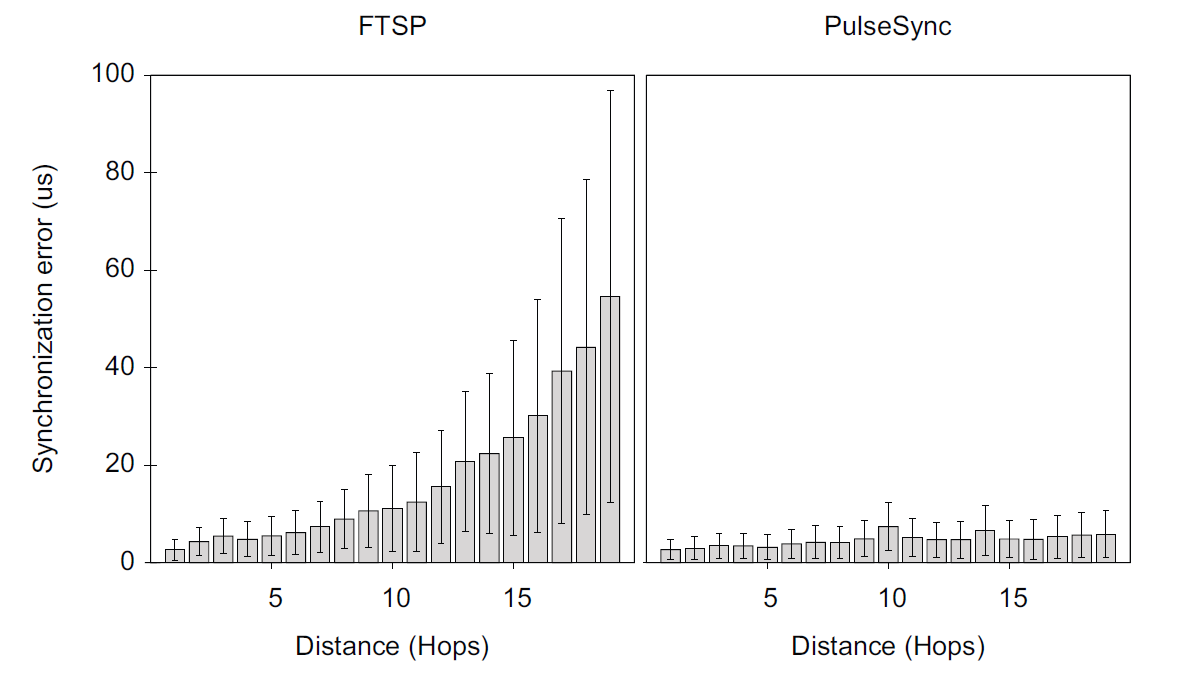 FTSP
PulseSync
Synchronization error (us)
100
80
60
40
20
0
5 10 15
5 10 15
Distance (Hops)
Distance (Hops)